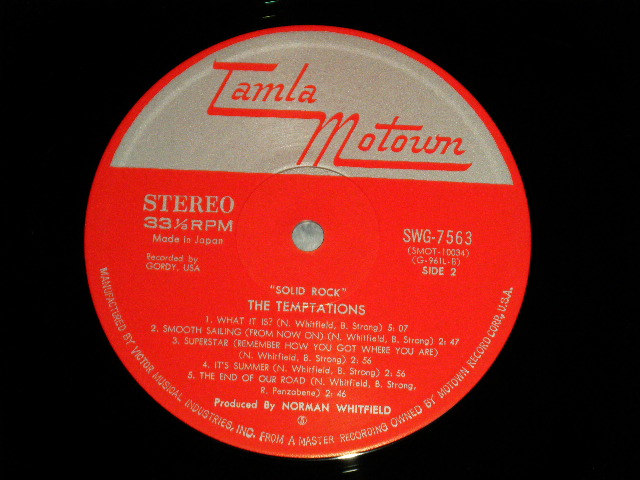 Tamla
Motown
STEREO
33⅓RPM
Made in Japan
Recorded by
GORDY, USA
SWG-7563
(SMOT-10034)
(G-961L-B)
SIDE 2
"SOLID ROCK"
THE TEMPTATIONS
1. WHAT IT IS? (N. Whitfield, B. Strong) 5: 07
2. SMOOTH SAILING (FROM NOW ON) (N. Whitfield, B. Strong) 2: 47
3. SUPERSTAR (REMEMBER HOW YOU GOT WHERE YOU ARE)
(N. Whitfield, B. Strong) 2: 56
4. IT'S SUMMER (N. Whitfield, B. Strong) 2: 56
5. THE END OF OUR ROAD (N. Whitfield, B. Strong,
R. Penzabene) 2: 46
Produced By NORMAN WHITFIELD
MANUFACTURED BY VICTOR MUSICAL INDUSTRIES, INC. FROM A MASTER RECORDING OWNED BY MOTOWN RECORD CORP. U.S.A.